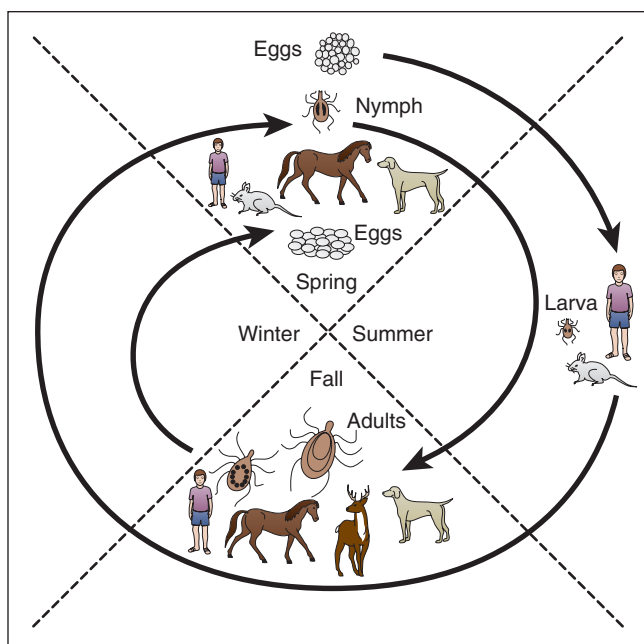 Eggs
Nymph
Eggs
Spring
Larva
Winter
Summer
Fall
Adults